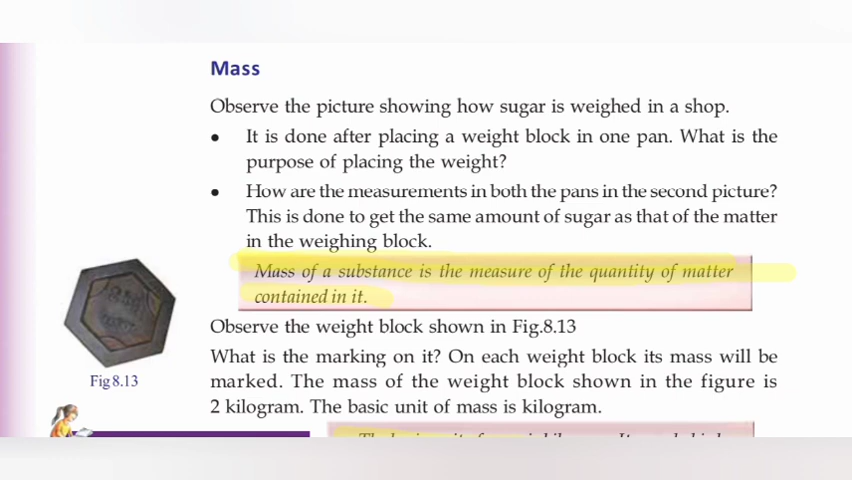 Mass
Observe the picture showing how sugar is weighed in a shop.
• It is done after placing a weight block in one pan. What is the
purpose of placing the weight?
• How are the measurements in both the pans in the second picture?
This is done to get the same amount of sugar as that of the matter
in the weighing block.
Mass of a substance is the measure of the quantity of matter
contained in it.
Observe the weight block shown in Fig.8.13
What is the marking on it? On each weight block its mass will be
marked. The mass of the weight block shown in the figure is
Fig 8.13
2 kilogram. The basic unit of mass is kilogram.